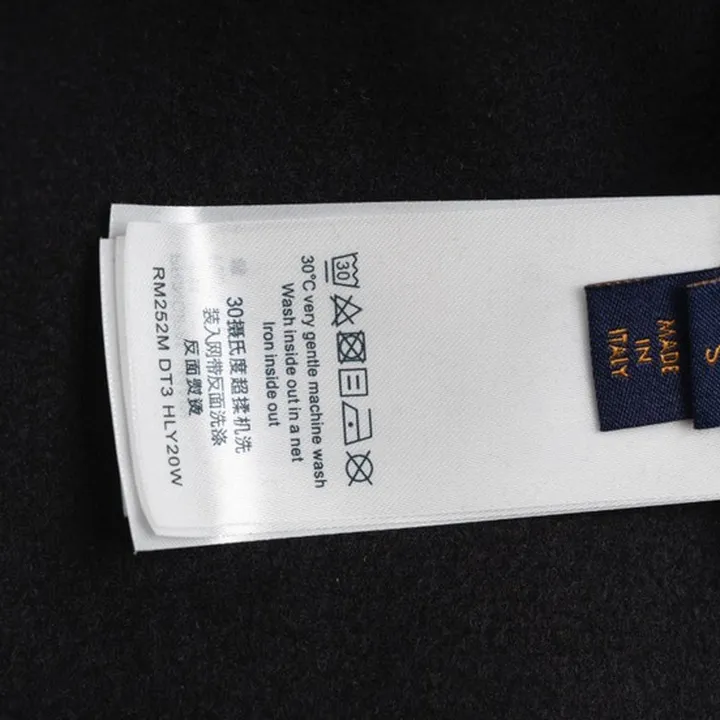 30
30°C very gentle machine wash
Wash inside out in a net
Iron inside out
30摄氏度超揉机洗
装入网带反面洗涤
反面熨烫
RM252M DT3 HLY20W
MADE
IN
ITALY
S